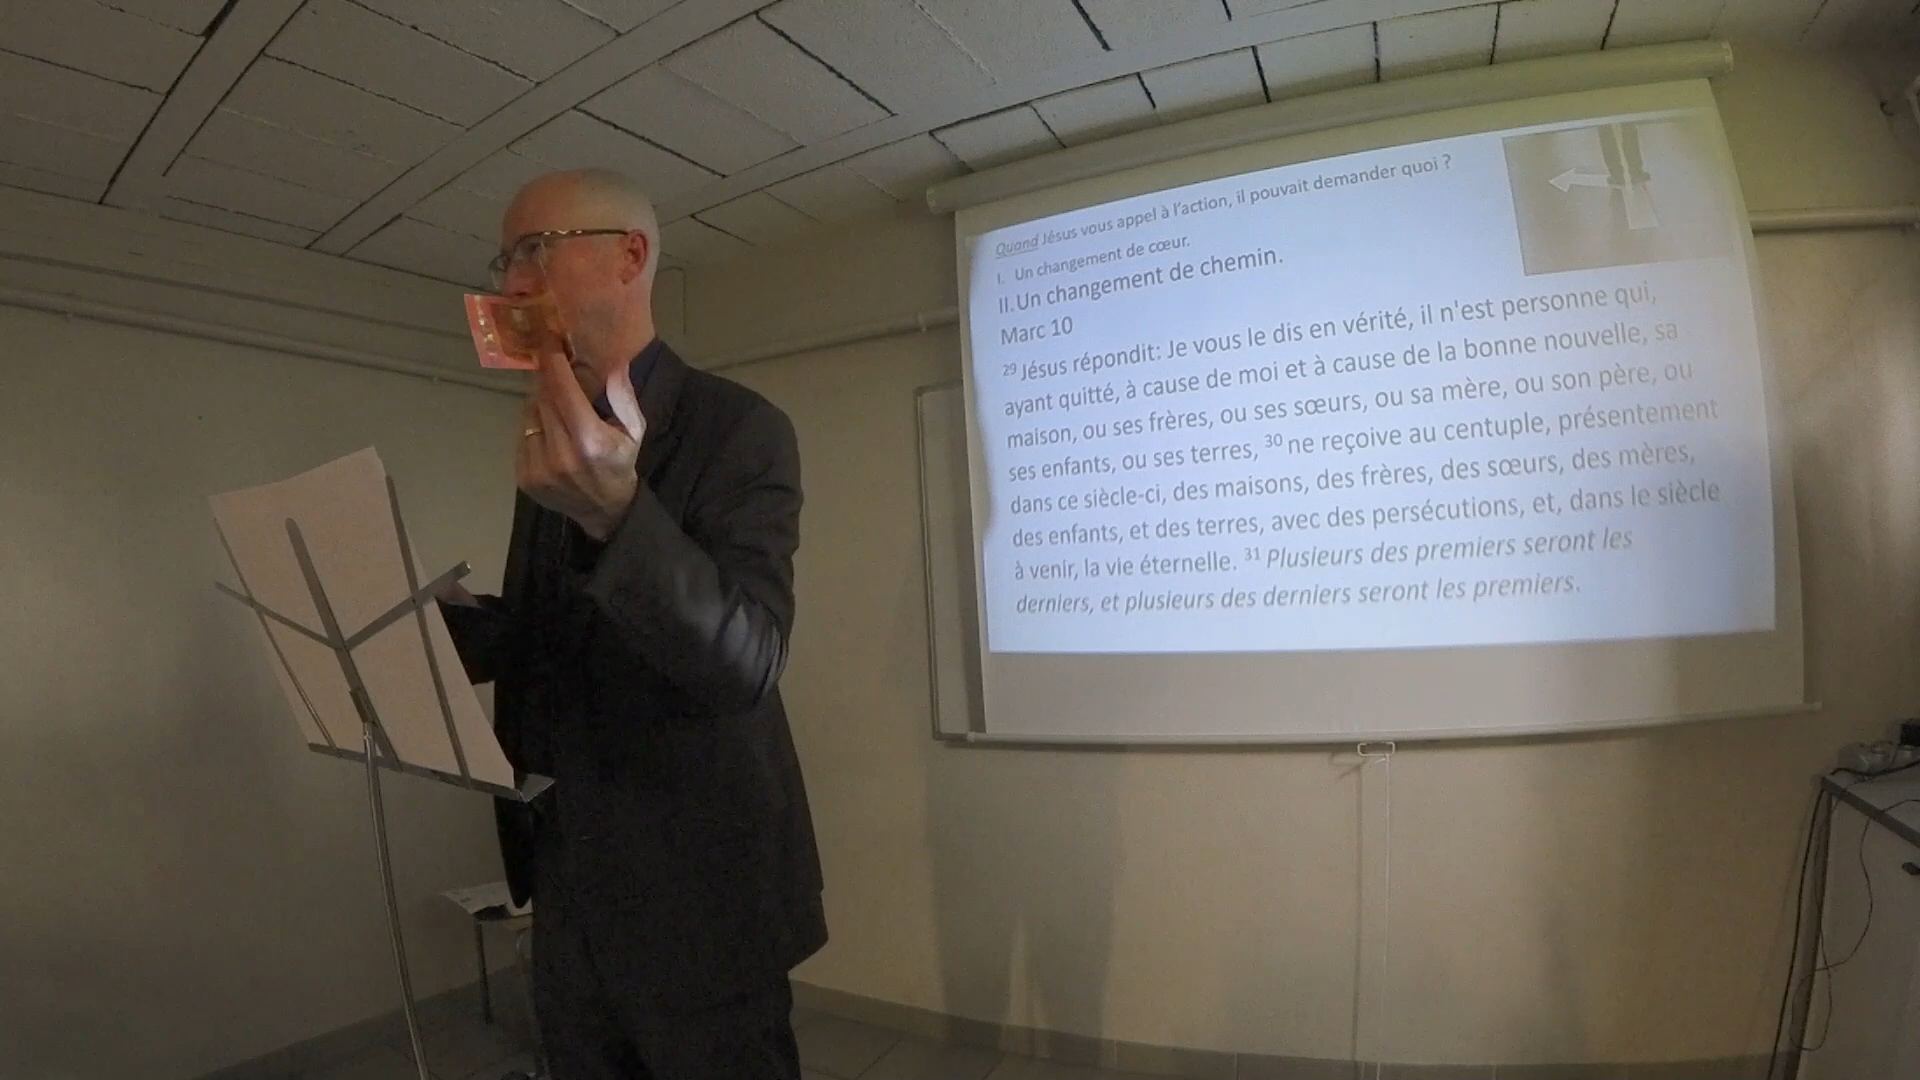 Quand Jésus vous appel à l'action, il pouvait demander quoi ?
I. Un changement de cœur.
II. Un changement de chemin.
Marc 10
29 Jésus répondit: Je vous le dis en vérité, il n'est personne qui,
ayant quitté, à cause de moi et à cause de la bonne nouvelle, sa
maison, ou ses frères, ou ses sœurs, ou sa mère, ou son père, ou
ses enfants, ou ses terres, 30 ne reçoive au centuple, présentement
dans ce siècle-ci, des maisons, des frères, des sœurs, des mères,
des enfants, et des terres, avec des persécutions, et, dans le siècle
à venir, la vie éternelle. 31 Plusieurs des premiers seront les
derniers, et plusieurs des derniers seront les premiers.